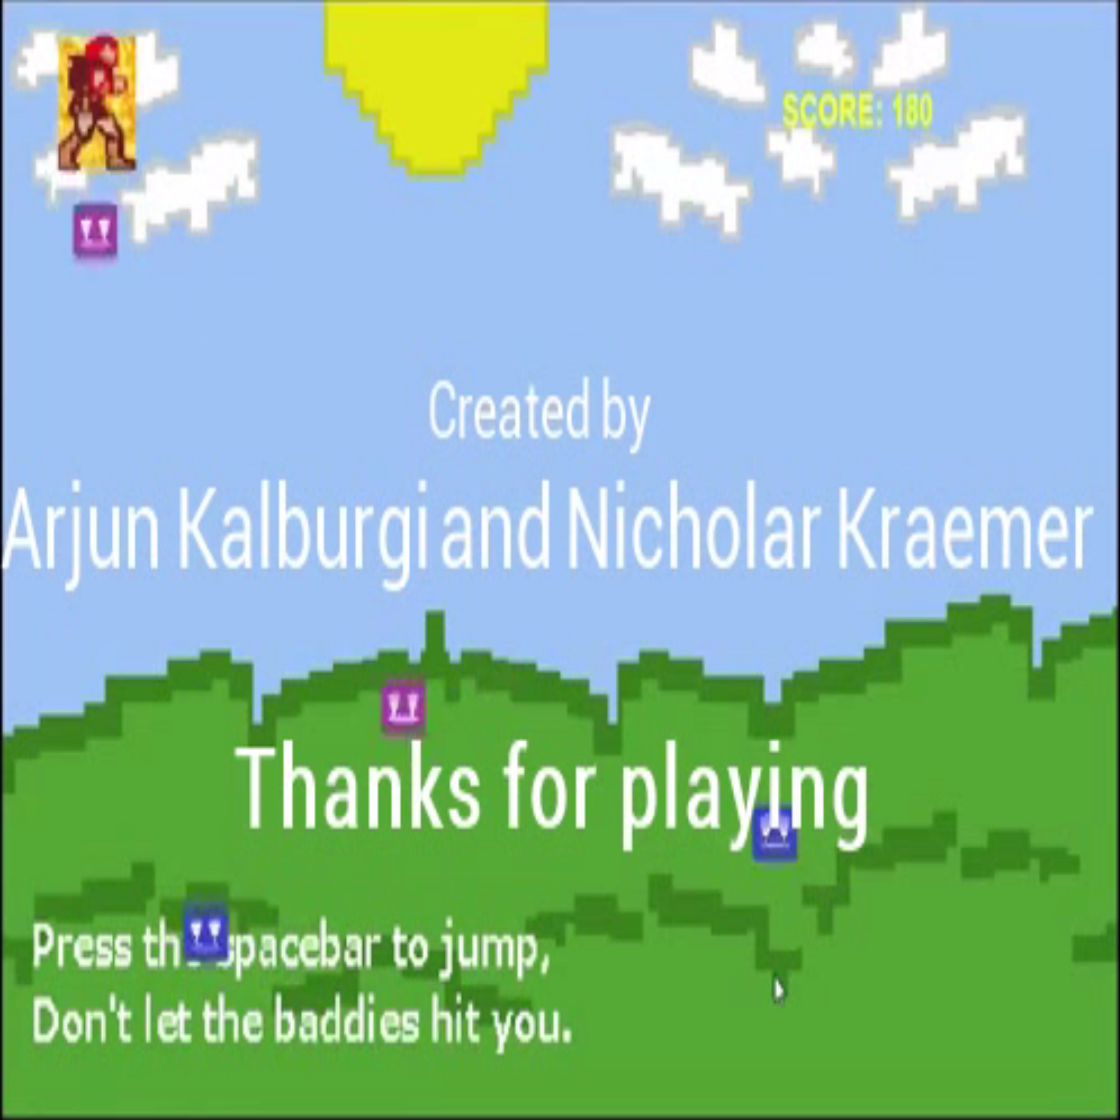 SCORE: 180
Created by
Arjun Kalburgi and Nicholar Kraemer
Thanks for playing
Press the spacebar to jump,
Don't let the baddies hit you.